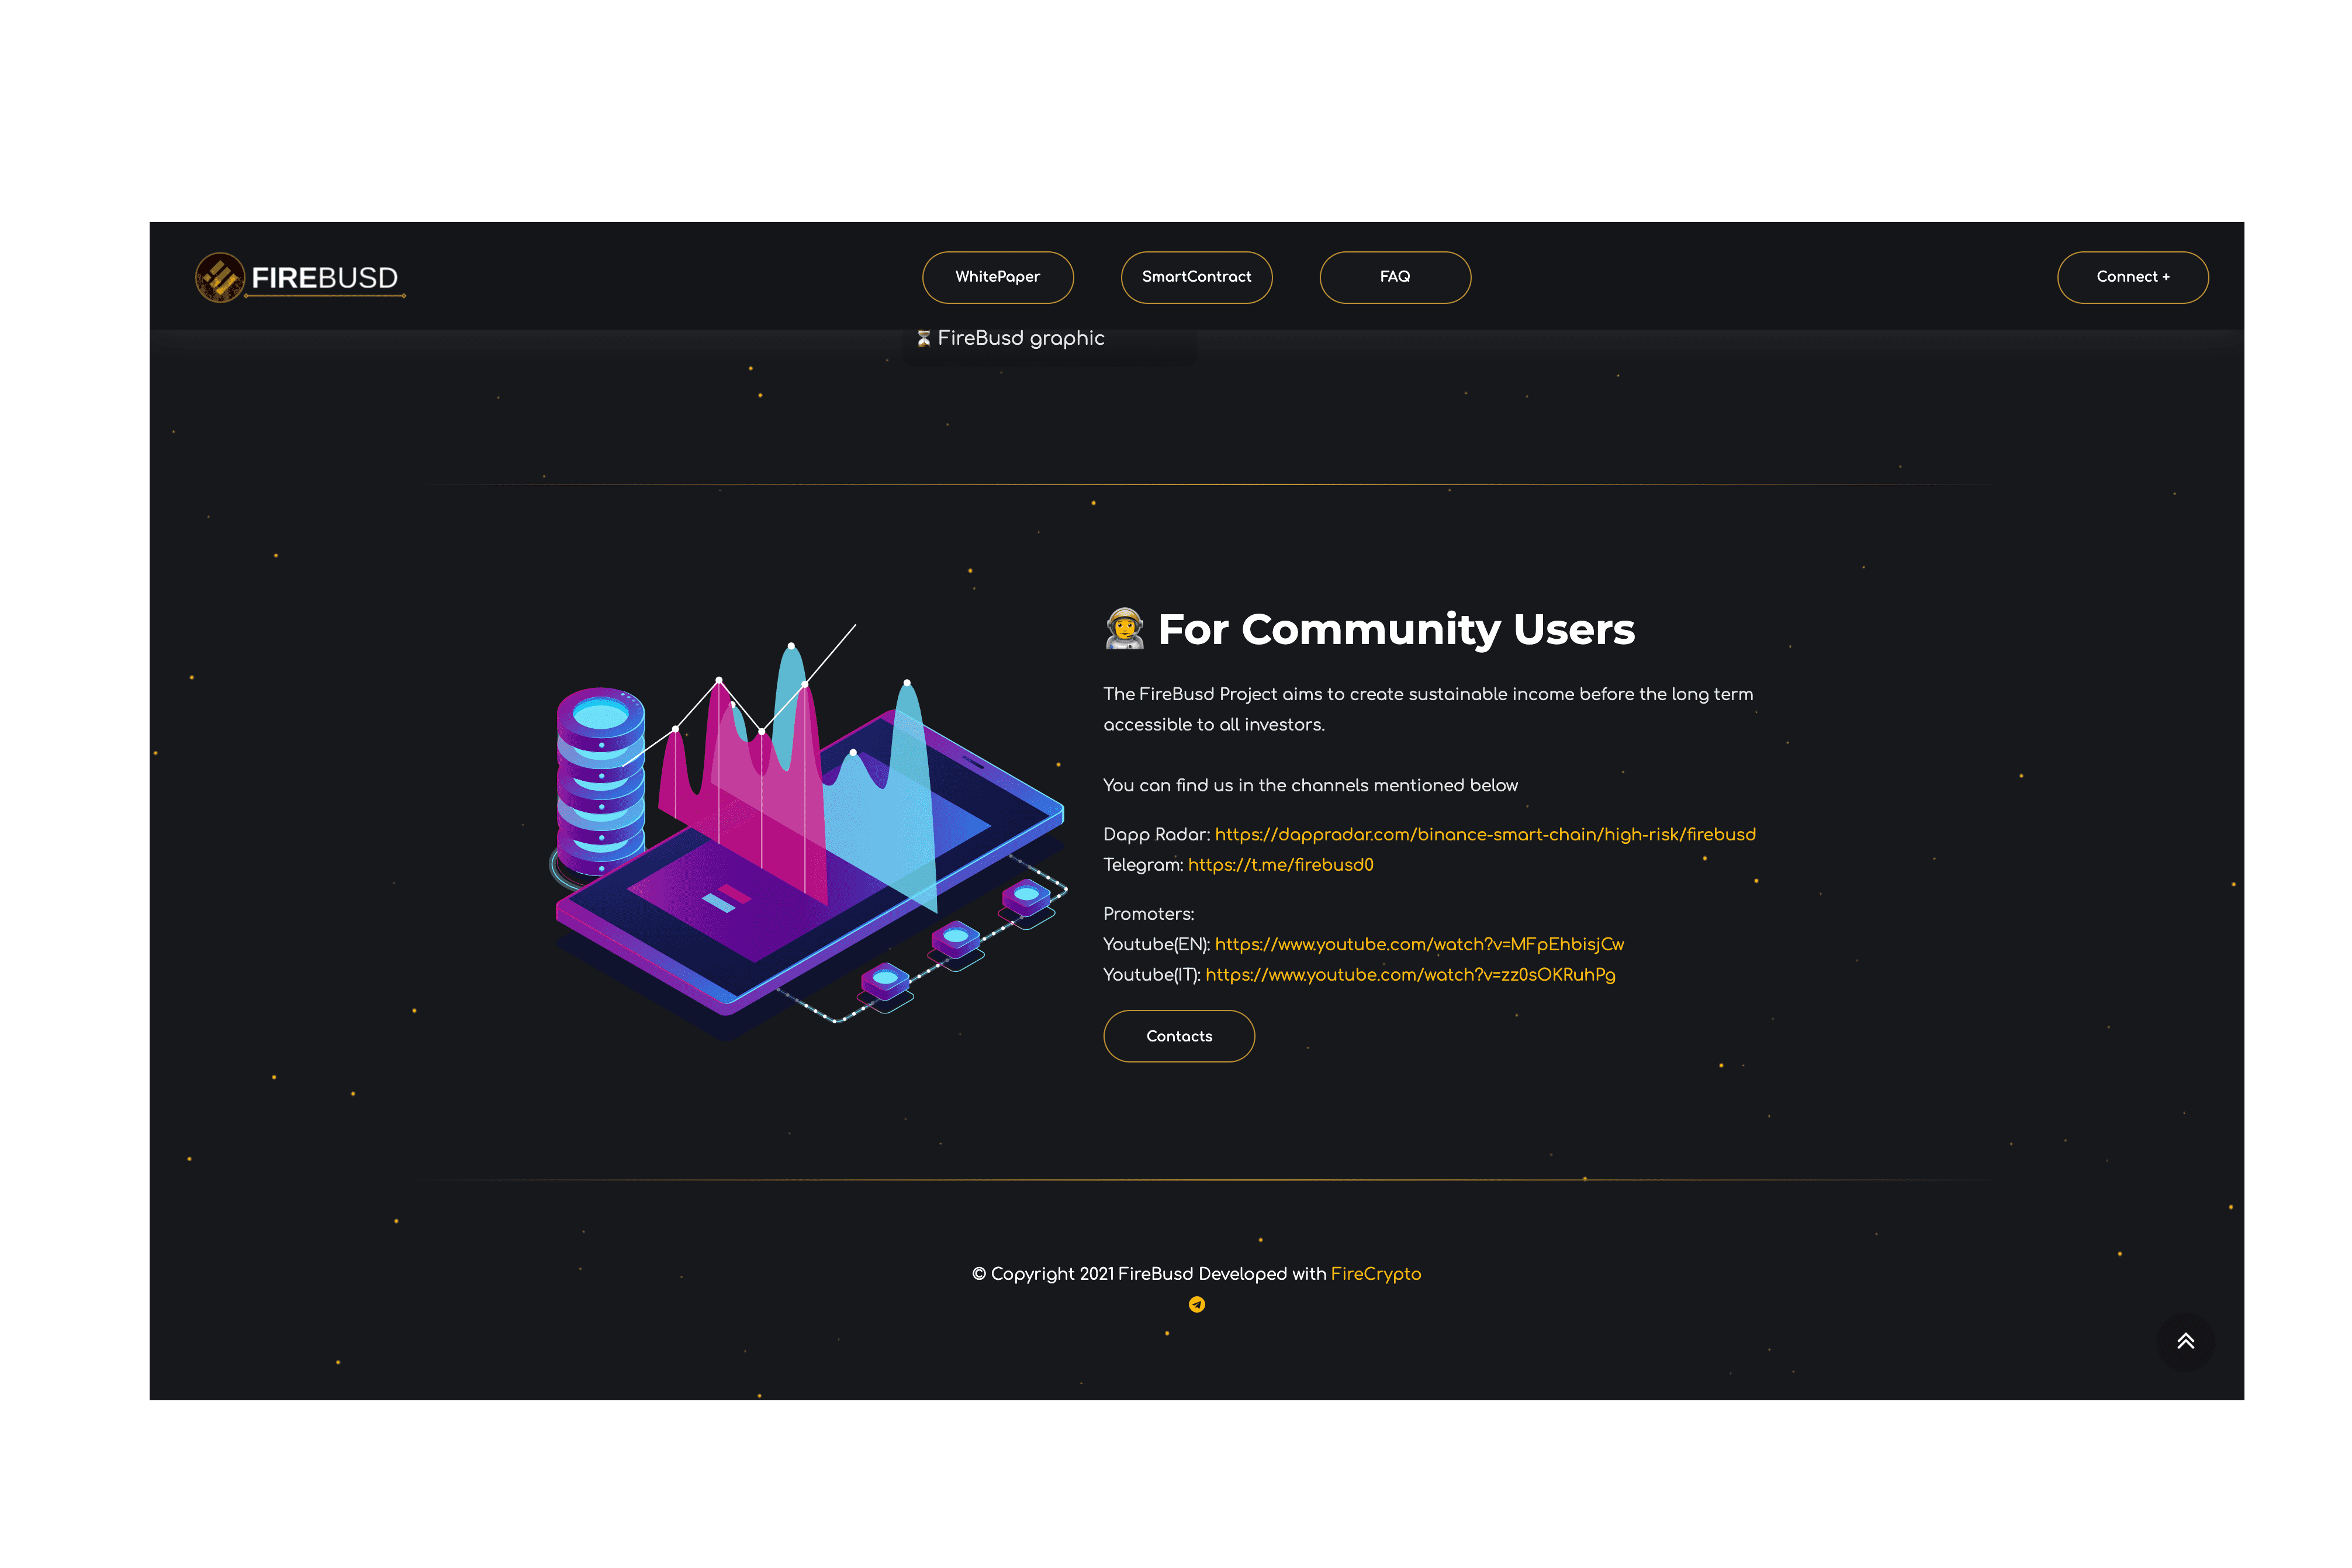 FIREBUSD
WhitePaper
SmartContract
FAQ
Connect +
⏳ FireBusd graphic
👩‍🚀 For Community Users
The FireBusd Project aims to create sustainable income before the long term
accessible to all investors.
You can find us in the channels mentioned below
Dapp Radar: https://dappradar.com/binance-smart-chain/high-risk/firebusd
Telegram: https://t.me/firebusd0
Promoters:
Youtube(EN): https://www.youtube.com/watch?v=MFpEhbisjCw
Youtube(IT): https://www.youtube.com/watch?v=zz0sOKRuhPg
Contacts
© Copyright 2021 FireBusd Developed with FireCrypto